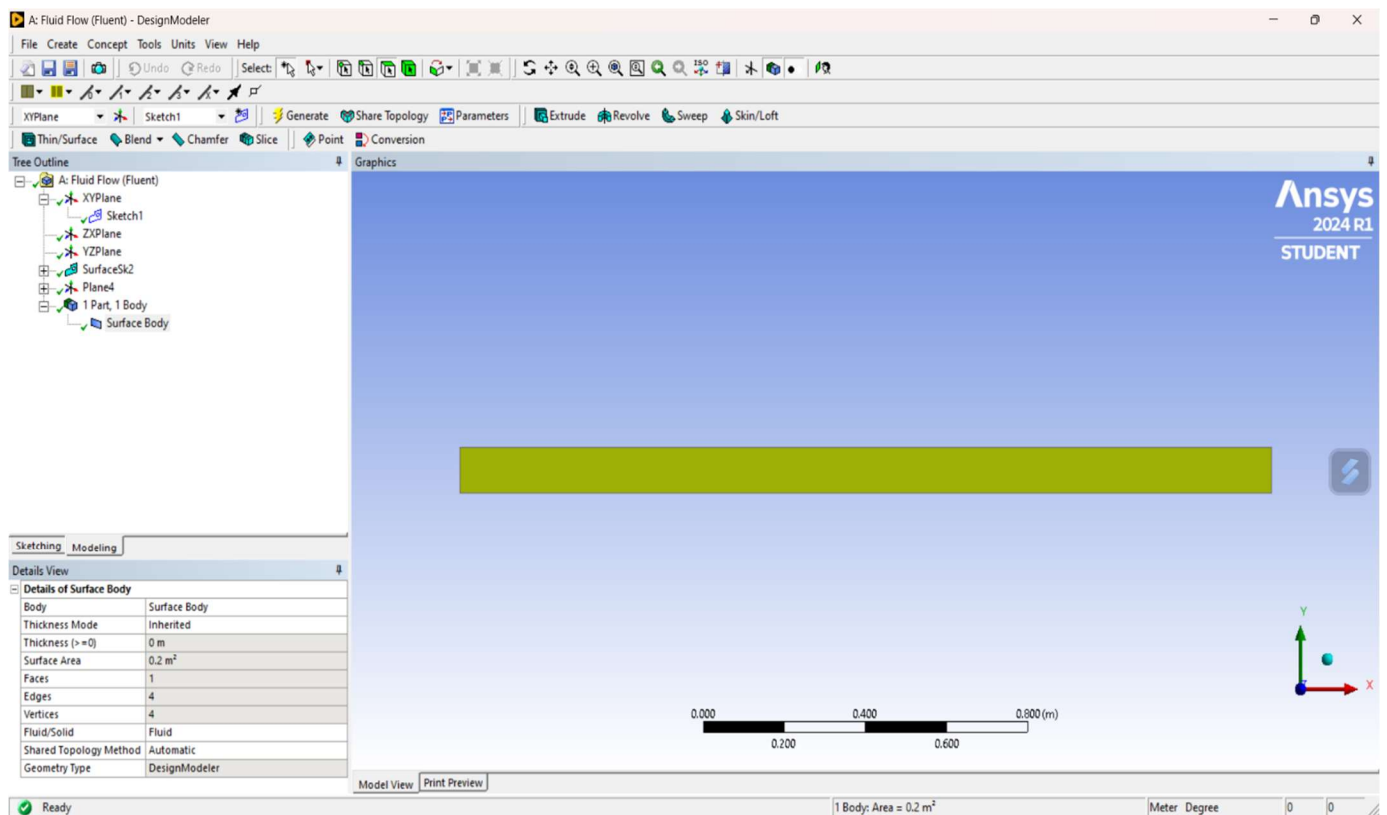 A: Fluid Flow (Fluent) - DesignModeler
File Create Concept Tools Units View Help
Undo Redo Select: ISO
XYPlane Sketch1 Generate Share Topology Parameters Extrude Revolve Sweep Skin/Loft
Thin/Surface Blend Chamfer Slice Point Conversion
Tree Outline
A: Fluid Flow (Fluent)
XYPlane
Sketch1
ZXPlane
YZPlane
SurfaceSk2
Plane4
1 Part, 1 Body
Surface Body
Sketching Modeling
Details View
Details of Surface Body
Body Surface Body
Thickness Mode Inherited
Thickness (>=0) 0 m
Surface Area 0.2 m²
Faces 1
Edges 4
Vertices 4
Fluid/Solid Fluid
Shared Topology Method Automatic
Geometry Type DesignModeler
Graphics
Ansys
2024 R1
STUDENT
Y
X
0.000 0.400 0.800 (m)
0.200 0.600
Model View Print Preview
Ready 1 Body: Area = 0.2 m² Meter Degree 0 0